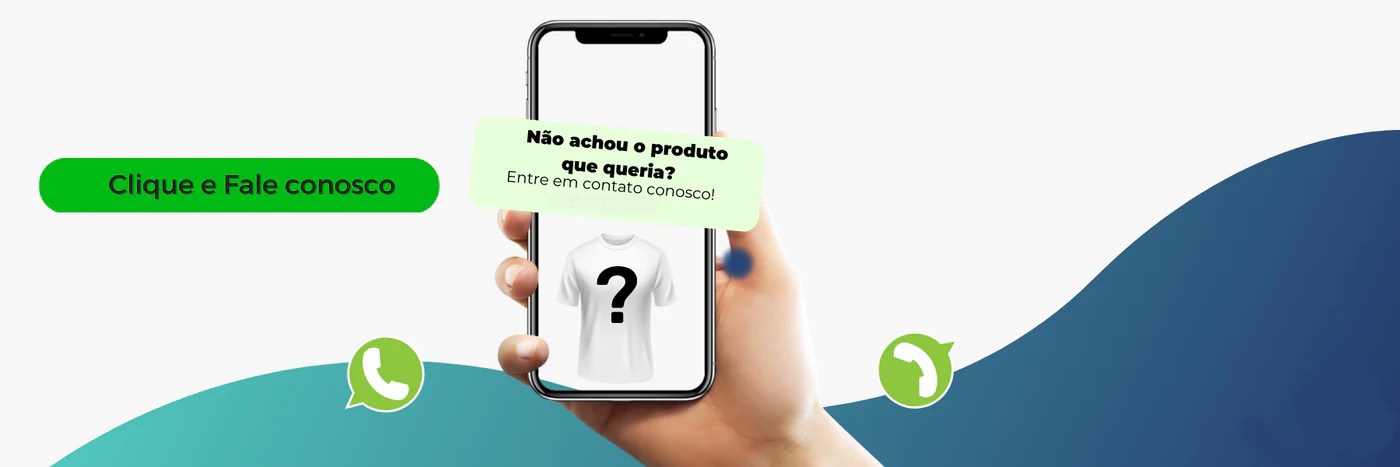 Clique e Fale conosco
Não achou o produto
que queria?
Entre em contato conosco!
?